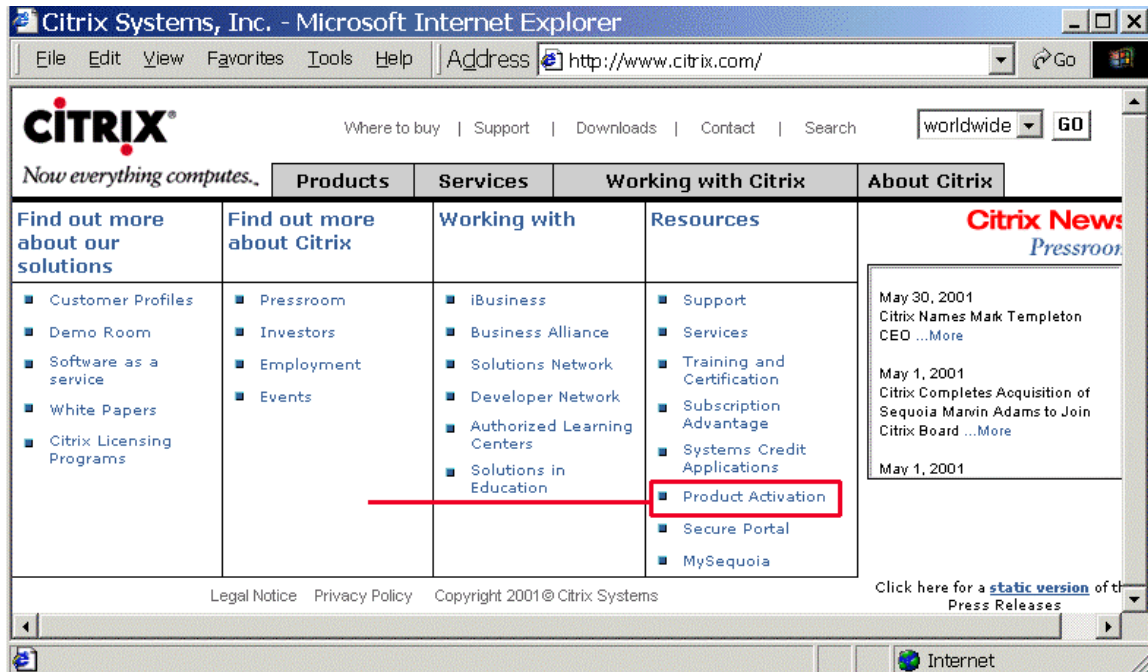 Citrix Systems, Inc. - Microsoft Internet Explorer
File Edit View Favorites Tools Help Address http://www.citrix.com/ Go
CITRIX®
Where to buy | Support | Downloads | Contact | Search worldwide GO
Now everything computes.
Products Services Working with Citrix About Citrix
Find out more
about our
solutions
Customer Profiles
Demo Room
Software as a
service
White Papers
Citrix Licensing
Programs
Find out more
about Citrix
Pressroom
Investors
Employment
Events
Working with
iBusiness
Business Alliance
Solutions Network
Developer Network
Authorized Learning
Centers
Solutions in
Education
Resources
Support
Services
Training and
Certification
Subscription
Advantage
Systems Credit
Applications
Product Activation
Secure Portal
MySequoia
Citrix News
Pressroom
May 30, 2001
Citrix Names Mark Templeton
CEO ...More
May 1, 2001
Citrix Completes Acquisition of
Sequoia Marvin Adams to Join
Citrix Board ...More
May 1, 2001
Click here for a static version of th
Press Releases
Legal Notice Privacy Policy Copyright 2001 © Citrix Systems
Internet